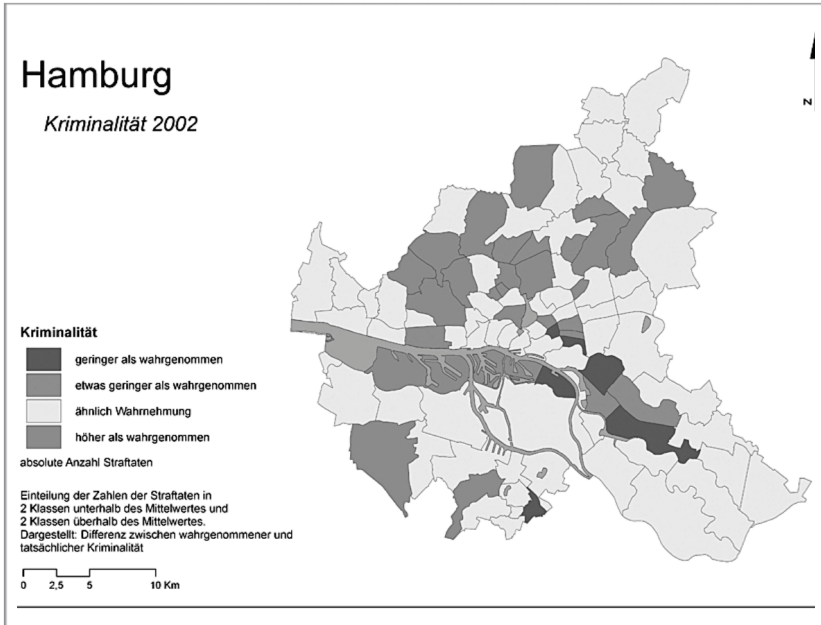 Hamburg
Kriminalität 2002
N
Kriminalität
geringer als wahrgenommen
etwas geringer als wahrgenommen
ähnlich Wahrnehmung
höher als wahrgenommen
absolute Anzahl Straftaten
Einteilung der Zahlen der Straftaten in
2 Klassen unterhalb des Mittelwertes und
2 Klassen überhalb des Mittelwertes.
Dargestellt: Differenz zwischen wahrgenommener und
tatsächlicher Kriminalität
0 2,5 5 10 Km